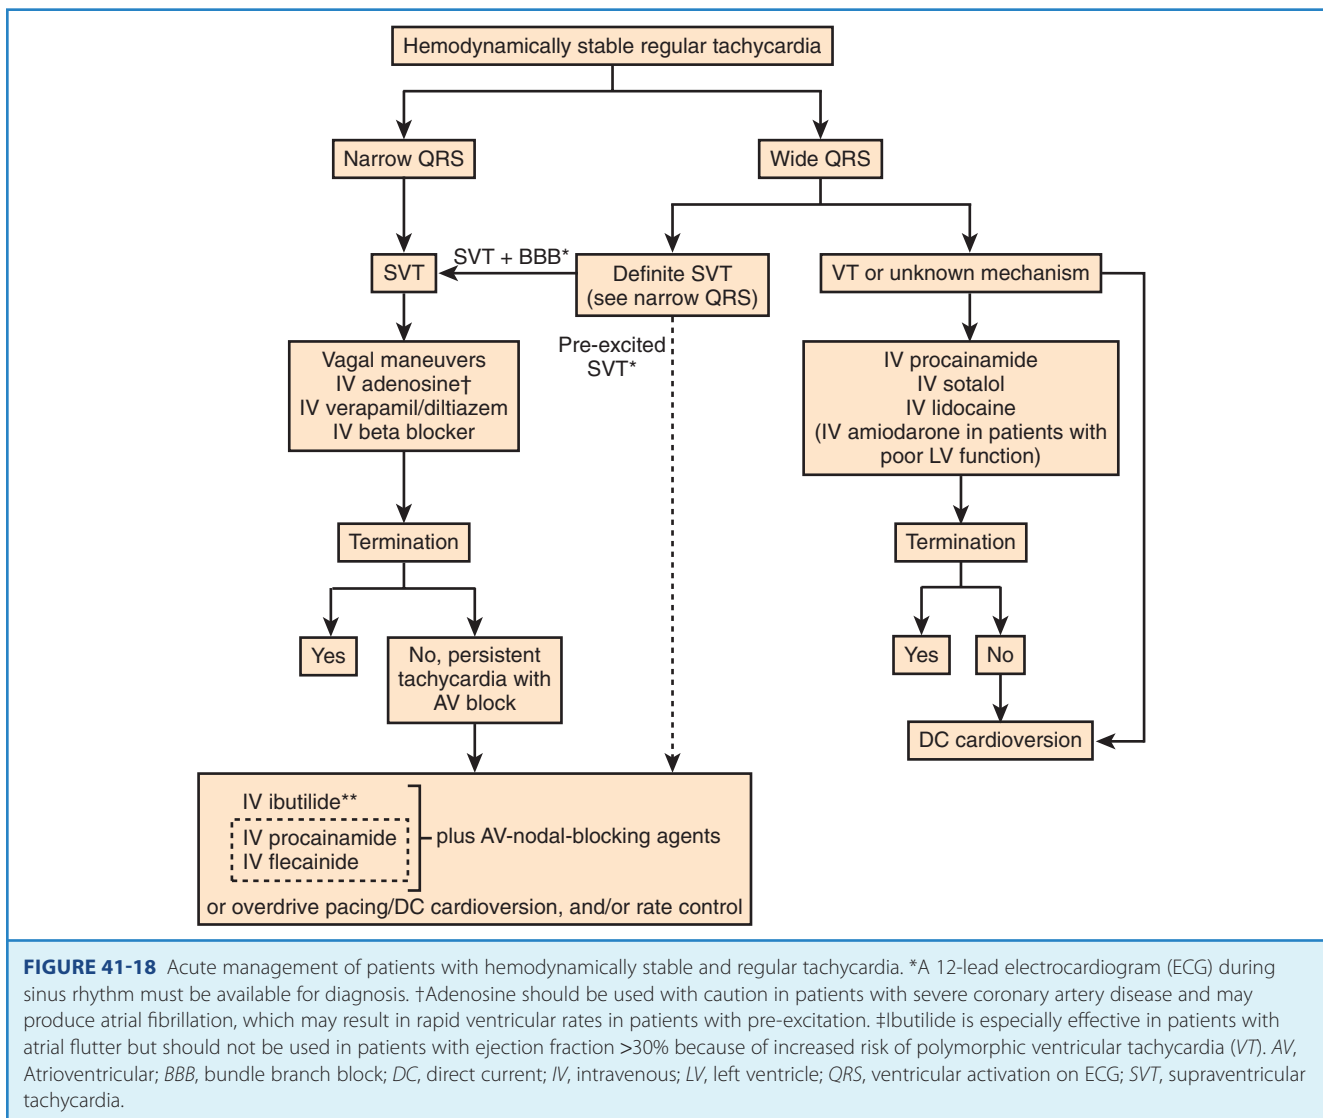 Hemodynamically stable regular tachycardia
Narrow QRS
Wide QRS
SVT
SVT + BBB*
Definite SVT
(see narrow QRS)
VT or unknown mechanism
Pre-excited
SVT*
Vagal maneuvers
IV adenosine†
IV verapamil/diltiazem
IV beta blocker
IV procainamide
IV sotalol
IV lidocaine
(IV amiodarone in patients with
poor LV function)
Termination
Termination
Yes
No, persistent
tachycardia with
AV block
Yes
No
DC cardioversion
IV ibutilide**
IV procainamide
IV flecainide
plus AV-nodal-blocking agents
or overdrive pacing/DC cardioversion, and/or rate control
FIGURE 41-18 Acute management of patients with hemodynamically stable and regular tachycardia. *A 12-lead electrocardiogram (ECG) during
sinus rhythm must be available for diagnosis. †Adenosine should be used with caution in patients with severe coronary artery disease and may
produce atrial fibrillation, which may result in rapid ventricular rates in patients with pre-excitation. ‡Ibutilide is especially effective in patients with
atrial flutter but should not be used in patients with ejection fraction >30% because of increased risk of polymorphic ventricular tachycardia (VT). AV,
Atrioventricular; BBB, bundle branch block; DC, direct current; IV, intravenous; LV, left ventricle; QRS, ventricular activation on ECG; SVT, supraventricular
tachycardia.